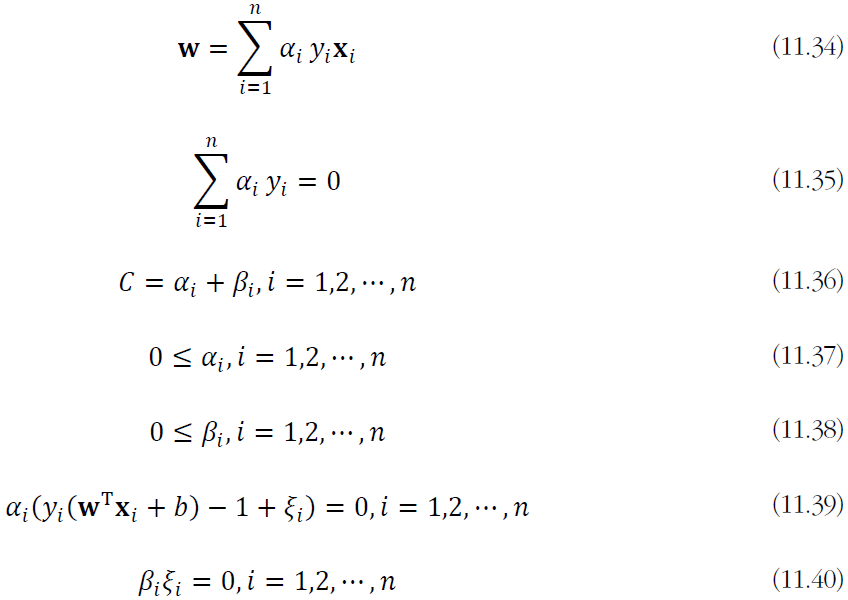 𝐰 = ∑_{i=1}^{n} α_i y_i 𝐱_i (11.34)
∑_{i=1}^{n} α_i y_i = 0 (11.35)
C = α_i + β_i, i = 1,2, ⋯ , n (11.36)
0 ≤ α_i, i = 1,2, ⋯ , n (11.37)
0 ≤ β_i, i = 1,2, ⋯ , n (11.38)
α_i(y_i(𝐰^T 𝐱_i + b) − 1 + ξ_i) = 0, i = 1,2, ⋯ , n (11.39)
β_i ξ_i = 0, i = 1,2, ⋯ , n (11.40)